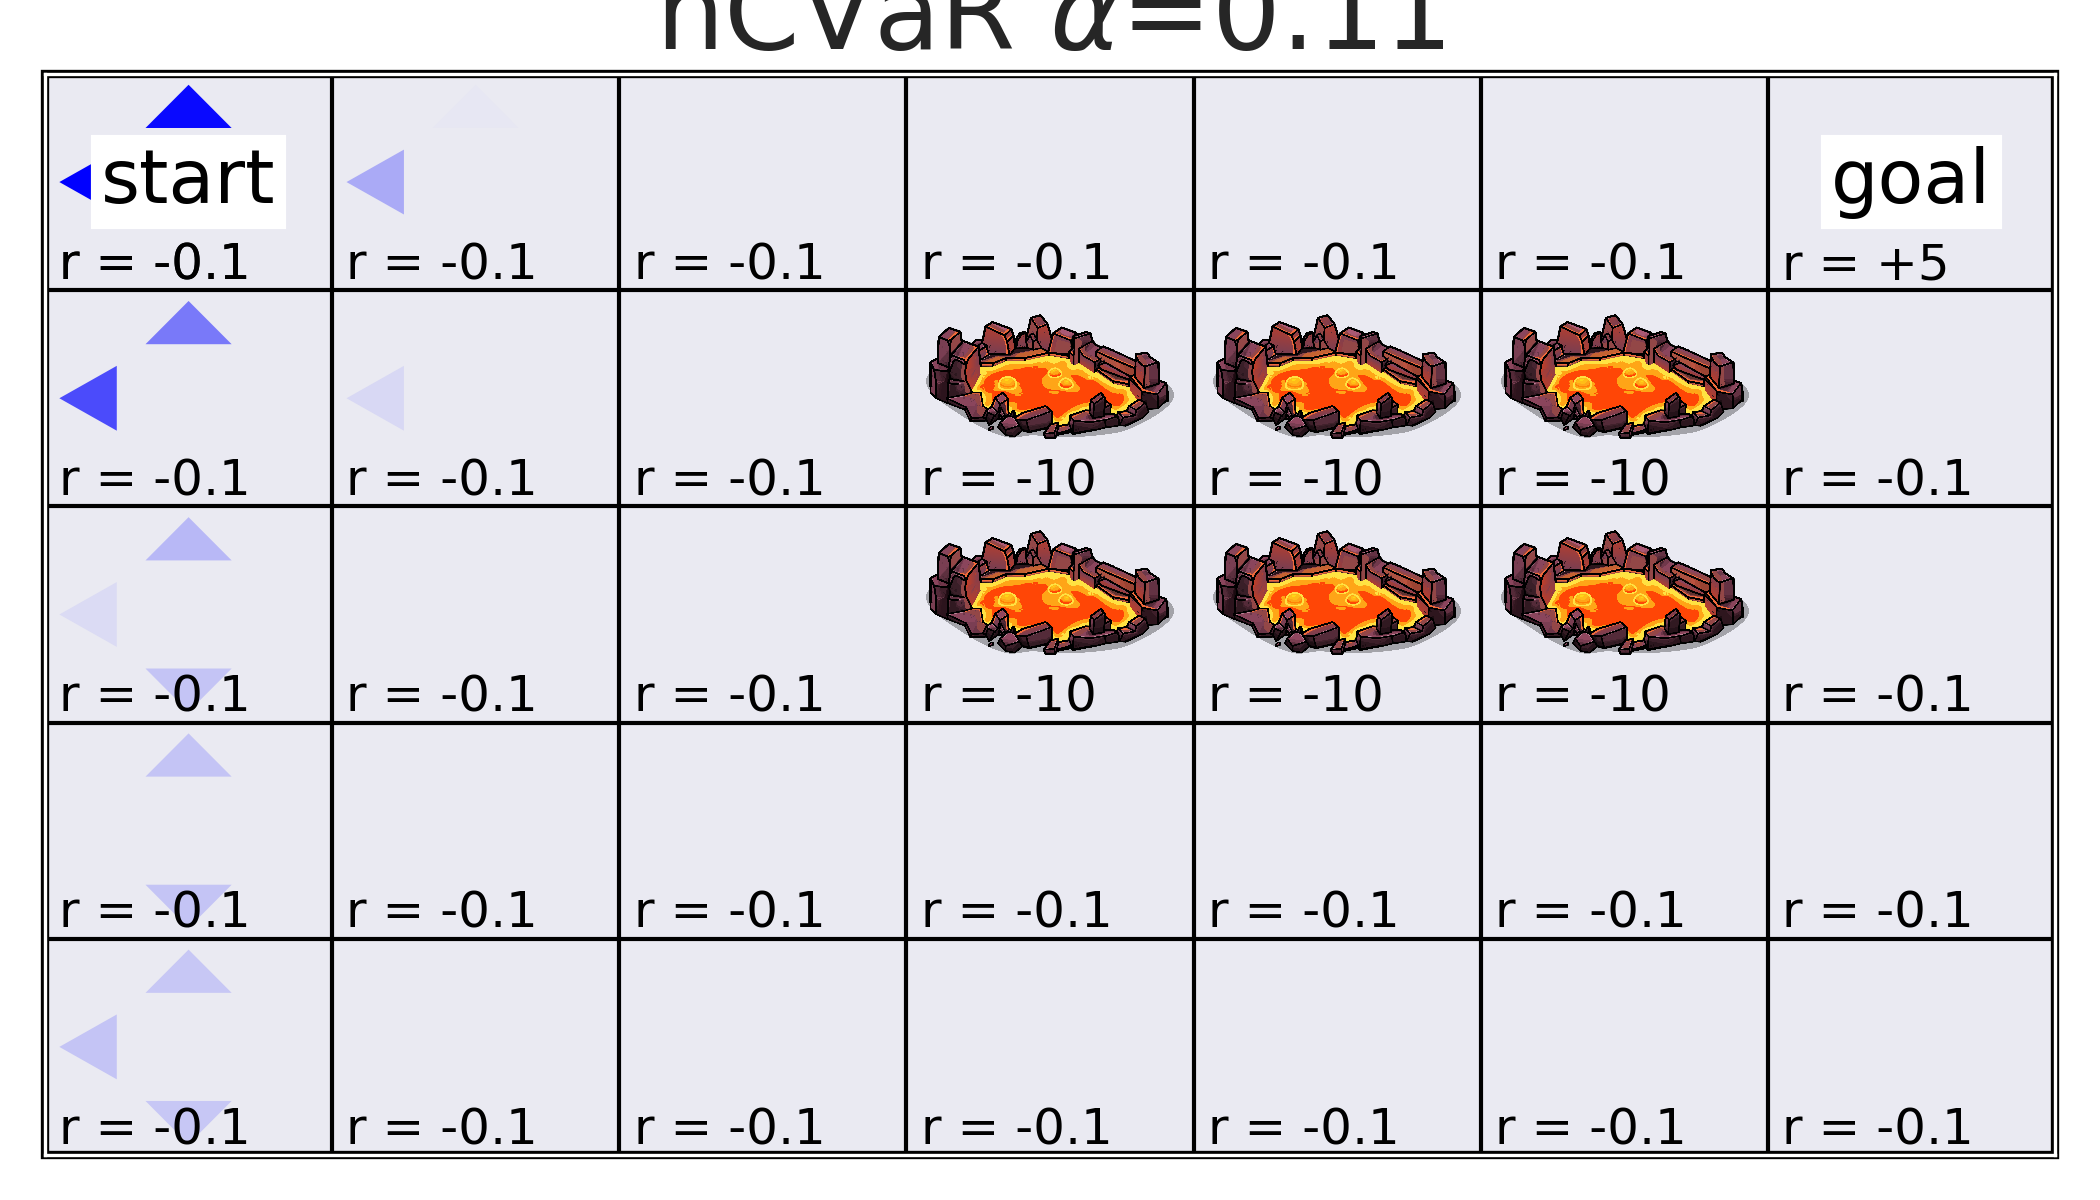 nCVaR α=0.11
start goal
r = -0.1 r = -0.1 r = -0.1 r = -0.1 r = -0.1 r = -0.1 r = +5
r = -0.1 r = -0.1 r = -0.1 r = -10 r = -10 r = -10 r = -0.1
r = -0.1 r = -0.1 r = -0.1 r = -10 r = -10 r = -10 r = -0.1
r = -0.1 r = -0.1 r = -0.1 r = -0.1 r = -0.1 r = -0.1 r = -0.1
r = -0.1 r = -0.1 r = -0.1 r = -0.1 r = -0.1 r = -0.1 r = -0.1